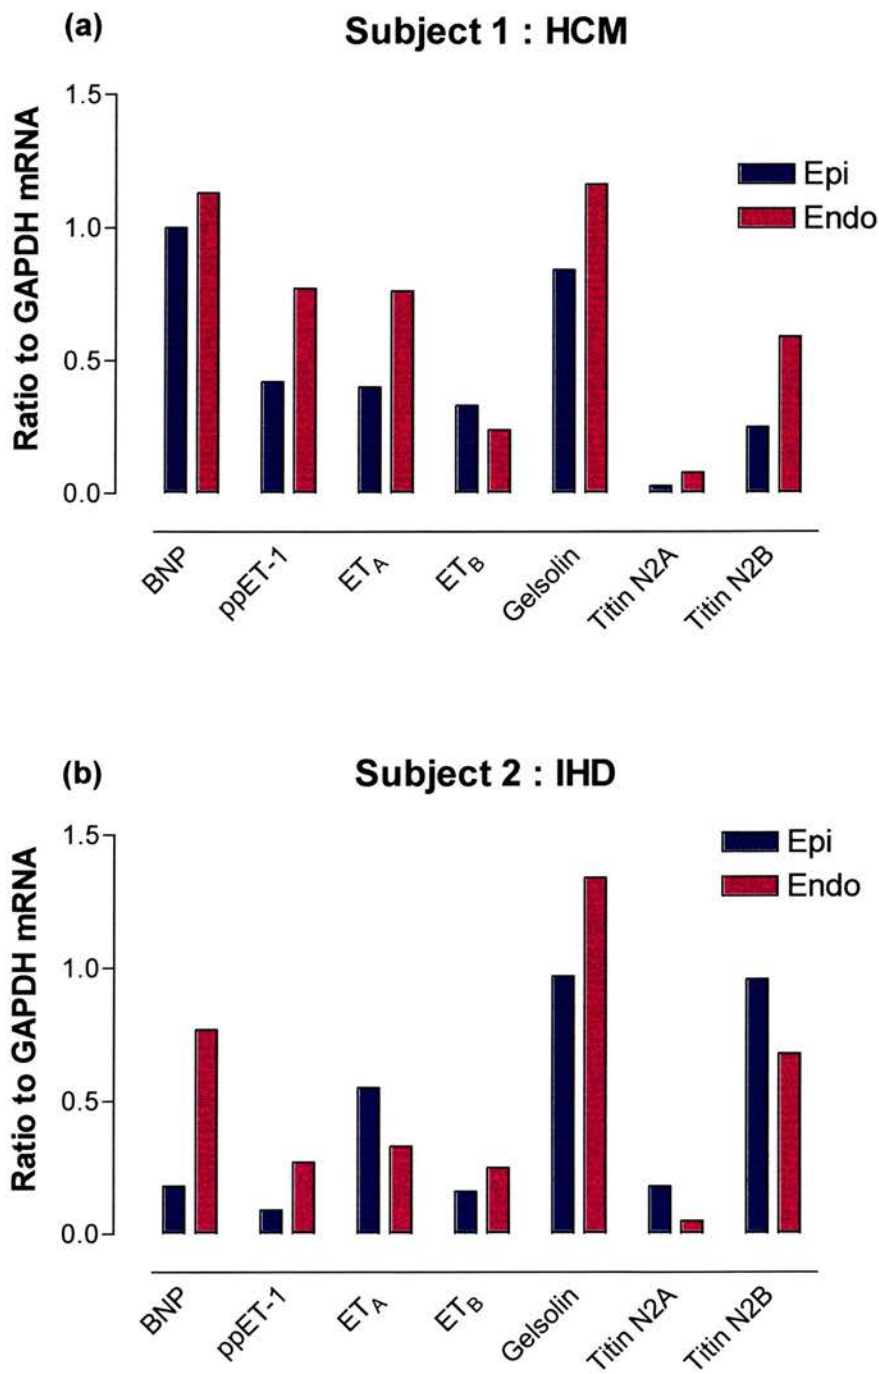 (a) Subject 1 : HCM
Ratio to GAPDH mRNA
1.5
1.0
0.5
0.0
Epi
Endo
BNP
ppET-1
ETA
ETB
Gelsolin
Titin N2A
Titin N2B
(b) Subject 2 : IHD
Ratio to GAPDH mRNA
1.5
1.0
0.5
0.0
Epi
Endo
BNP
ppET-1
ETA
ETB
Gelsolin
Titin N2A
Titin N2B